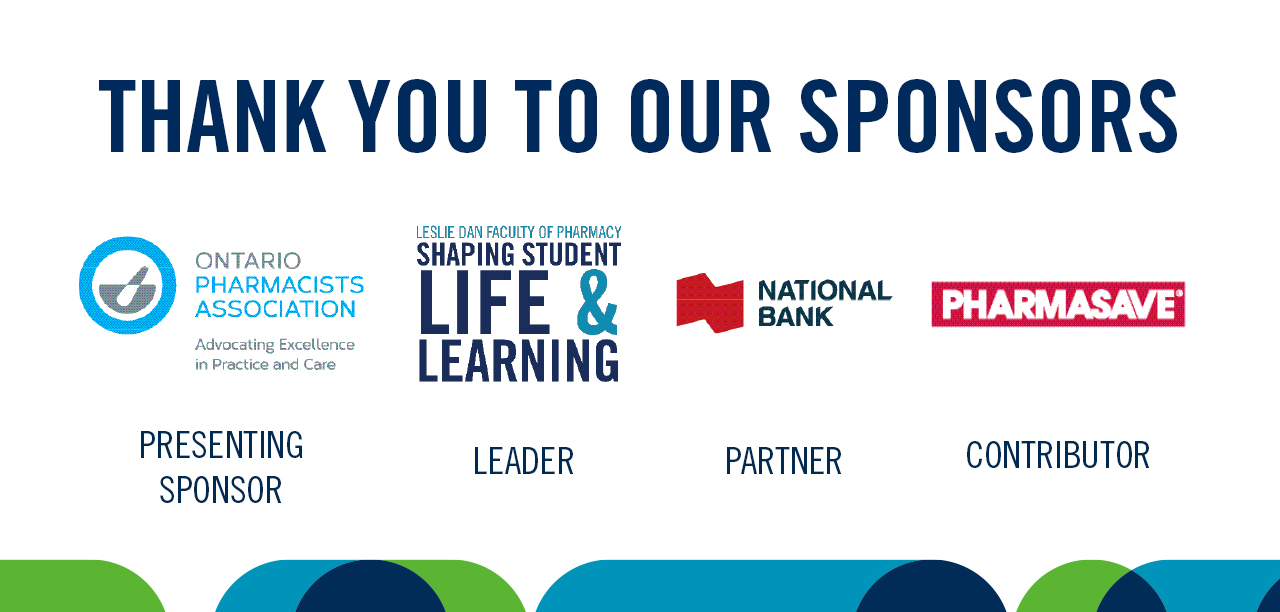 THANK YOU TO OUR SPONSORS
ONTARIO
PHARMACISTS
ASSOCIATION
Advocating Excellence
in Practice and Care
LESLIE DAN FACULTY OF PHARMACY
SHAPING STUDENT
LIFE &
LEARNING
NATIONAL
BANK
PHARMASAVE®
PRESENTING
SPONSOR
LEADER
PARTNER
CONTRIBUTOR